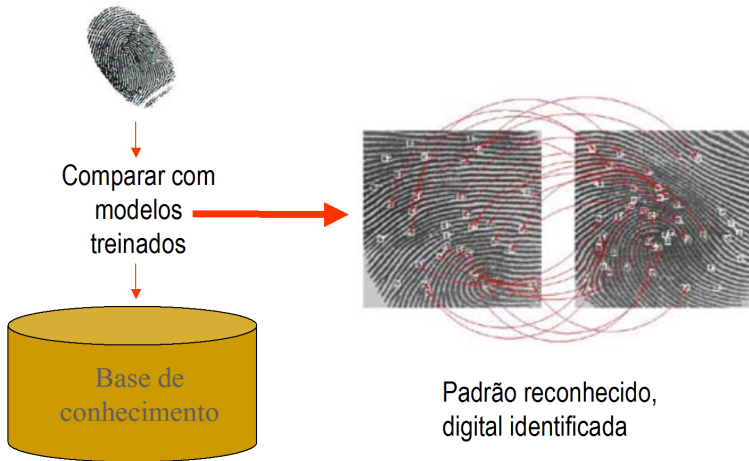 Comparar com
modelos
treinados
Base de
conhecimento
Padrão reconhecido,
digital identificada